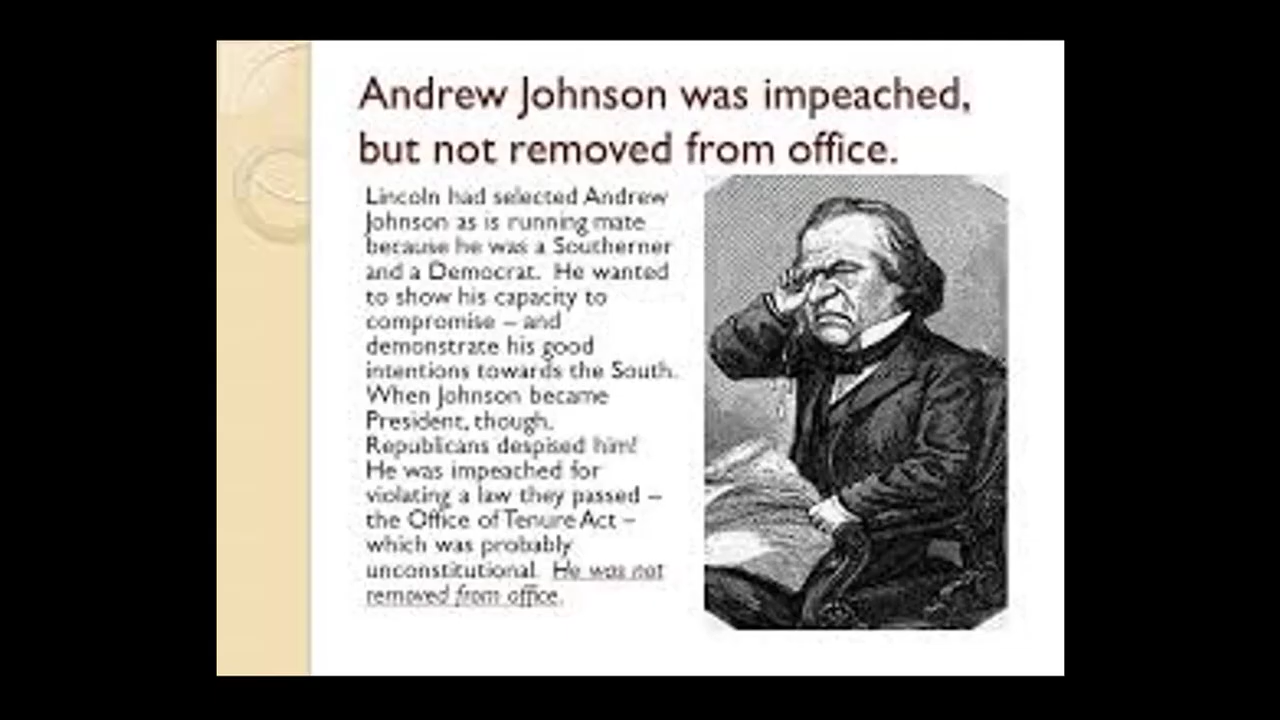 Andrew Johnson was impeached,
but not removed from office.
Lincoln had selected Andrew
Johnson as is running mate
because he was a Southerner
and a Democrat. He wanted
to show his capacity to
compromise – and
demonstrate his good
intentions towards the South.
When Johnson became
President, though,
Republicans despised him!
He was impeached for
violating a law they passed –
the Office of Tenure Act –
which was probably
unconstitutional. He was not
removed from office.